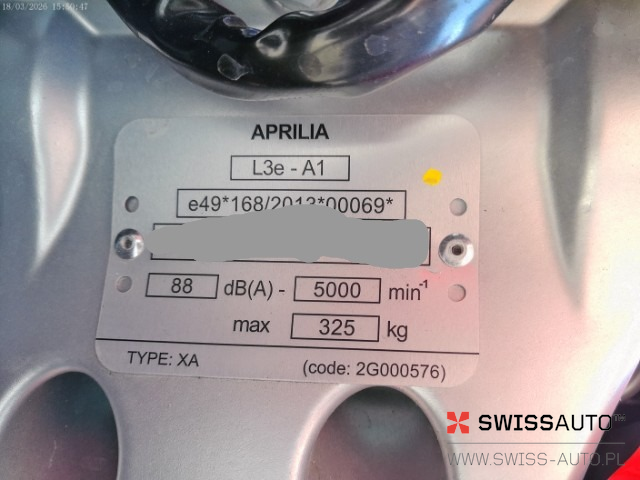 18/03/2026 15:50:47
APRILIA
L3e - A1
e49*168/2013*00069*
88 dB(A) - 5000 min-1
max 325 kg
TYPE: XA (code: 2G000576)
SWISSAUTO
WWW.SWISS-AUTO.PL